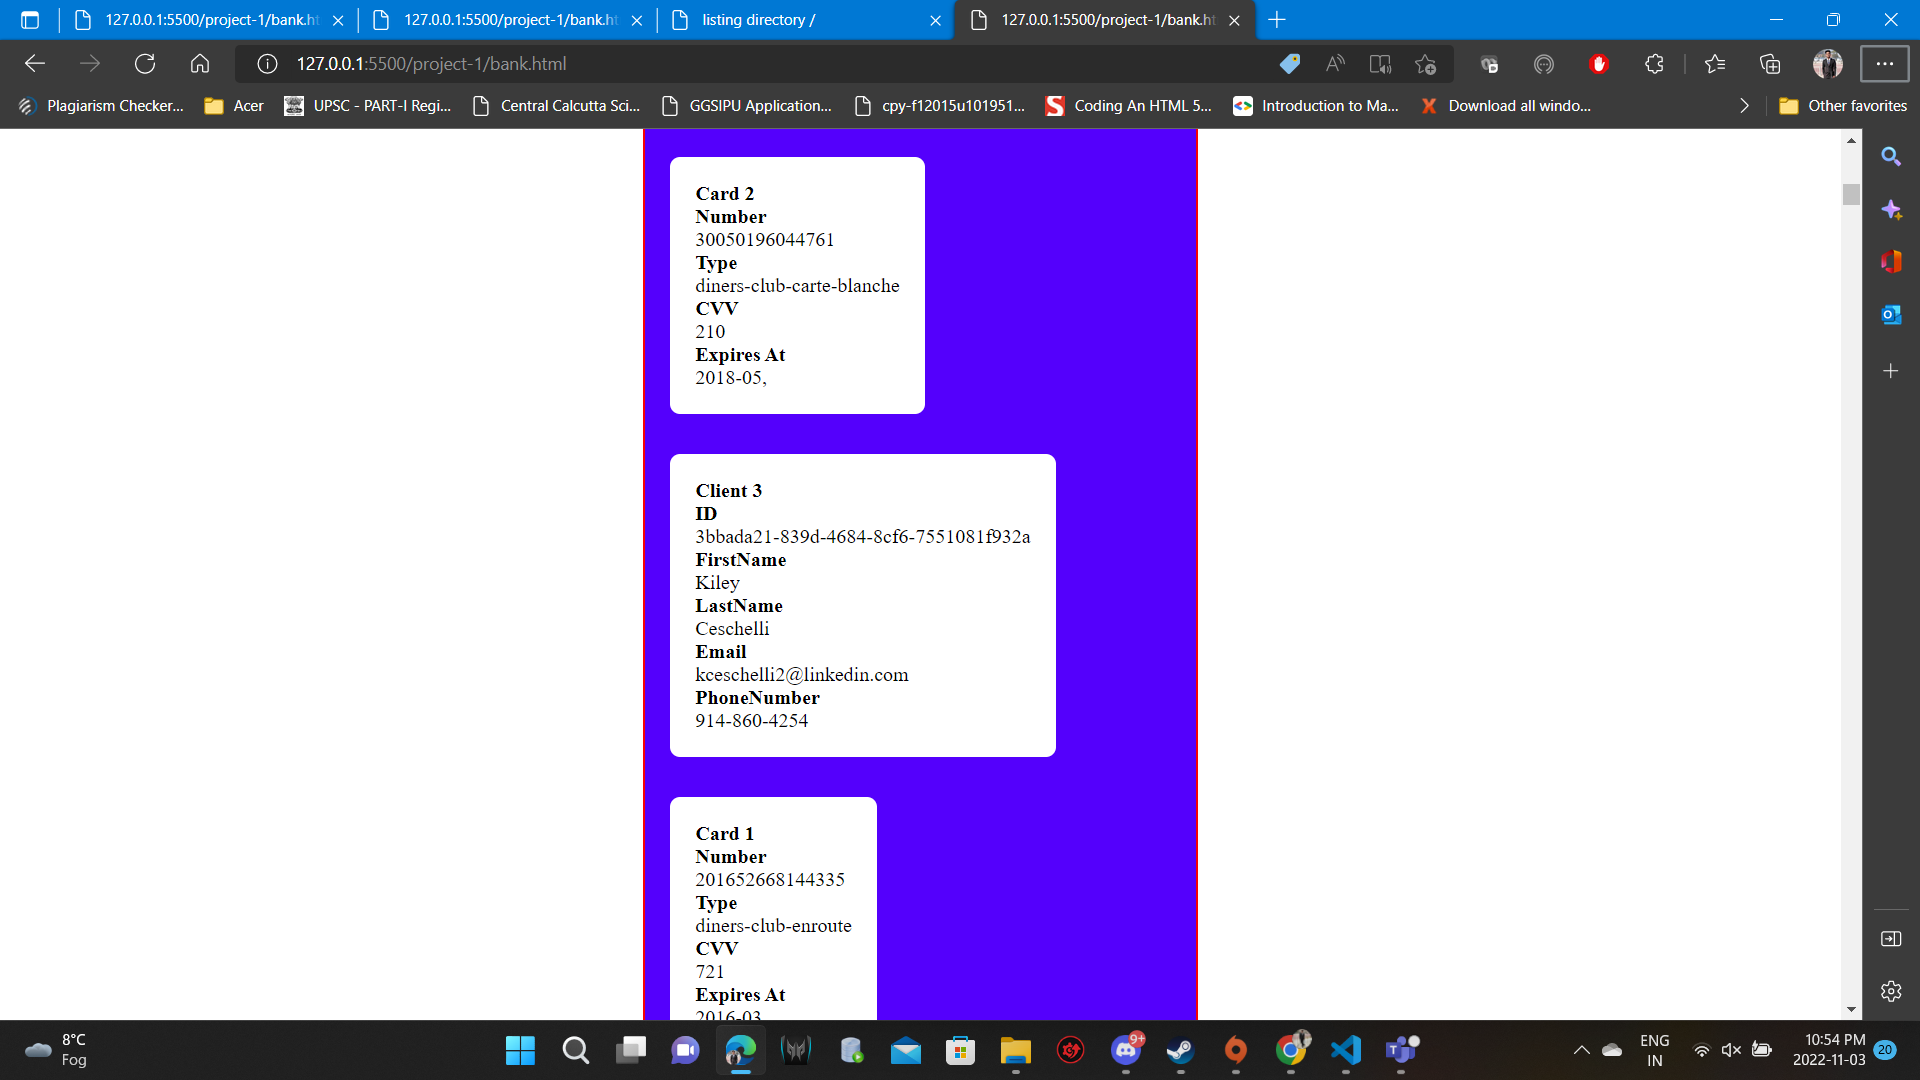 127.0.0.1:5500/project-1/bank.ht
127.0.0.1:5500/project-1/bank.ht
listing directory /
127.0.0.1:5500/project-1/bank.ht
127.0.0.1:5500/project-1/bank.html
Plagiarism Checker...
Acer
UPSC - PART-I Regi...
Central Calcutta Sci...
GGSIPU Application...
cpy-f12015u101951...
Coding An HTML 5...
Introduction to Ma...
Download all windo...
Other favorites
Card 2
Number
30050196044761
Type
diners-club-carte-blanche
CVV
210
Expires At
2018-05,
Client 3
ID
3bbada21-839d-4684-8cf6-7551081f932a
FirstName
Kiley
LastName
Ceschelli
Email
kceschelli2@linkedin.com
PhoneNumber
914-860-4254
Card 1
Number
201652668144335
Type
diners-club-enroute
CVV
721
Expires At
2016-03
8°C
Fog
9+
ENG
IN
10:54 PM
2022-11-03
20